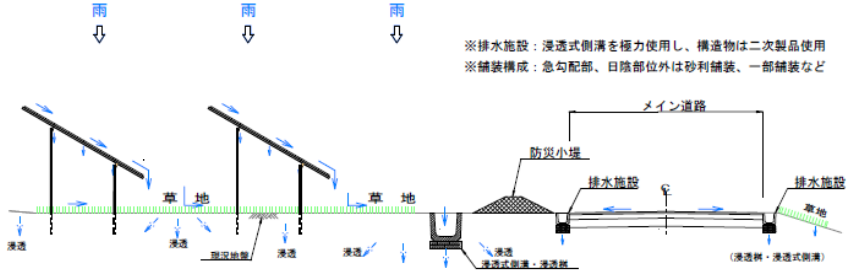 雨
雨
雨
※排水施設：浸透式側溝を極力使用し、構造物は二次製品使用
※舗装構成：急勾配部、日陰部位外は砂利舗装、一部舗装など
メイン道路
防災小堤
排水施設
排水施設
草 地
草 地
草地
浸透
浸透
現況地盤
浸透
浸透
浸透
浸透式側溝・浸透桝
（浸透桝・浸透式側溝）